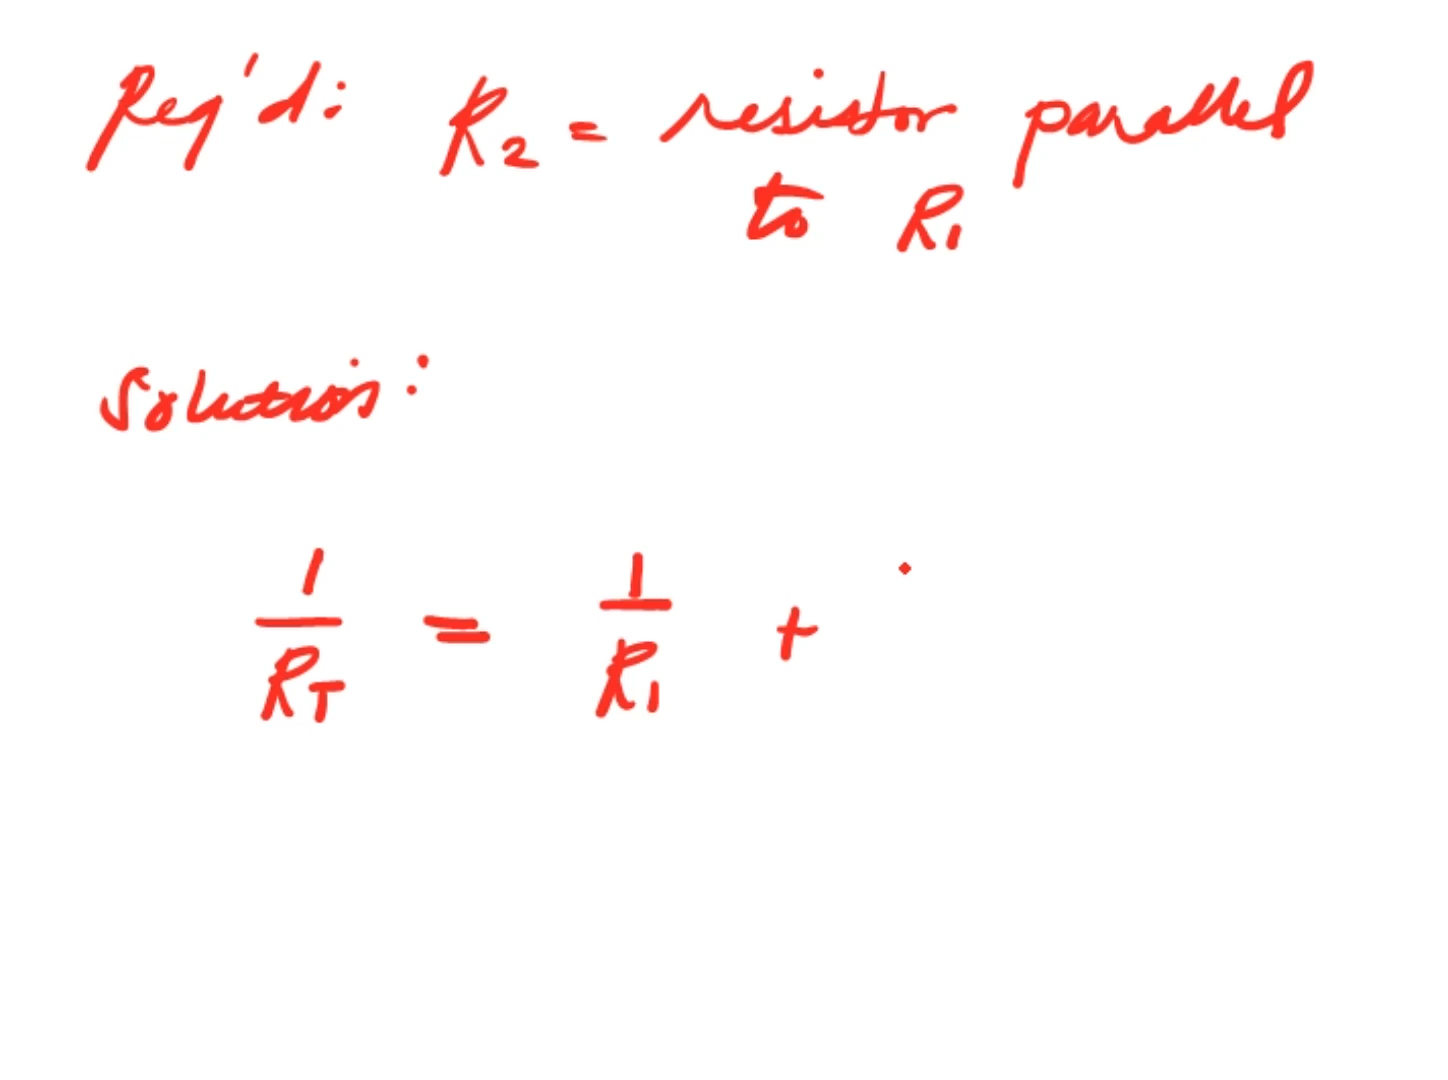 Req'd: R2 = resistor parallel
to R1
Solution:
1/RT = 1/R1 +